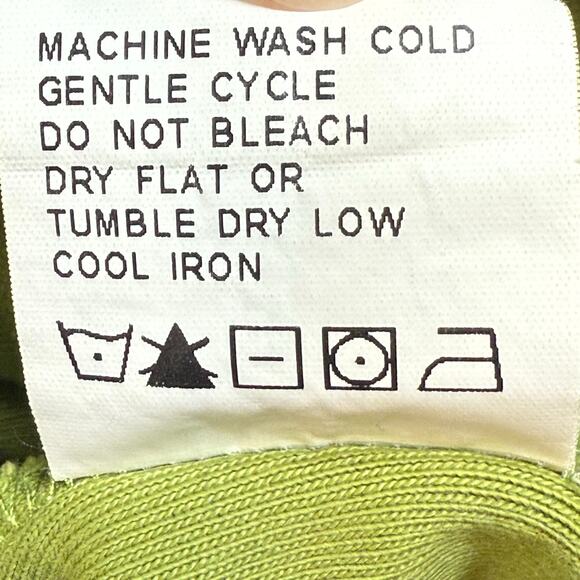 MACHINE WASH COLD
GENTLE CYCLE
DO NOT BLEACH
DRY FLAT OR
TUMBLE DRY LOW
COOL IRON